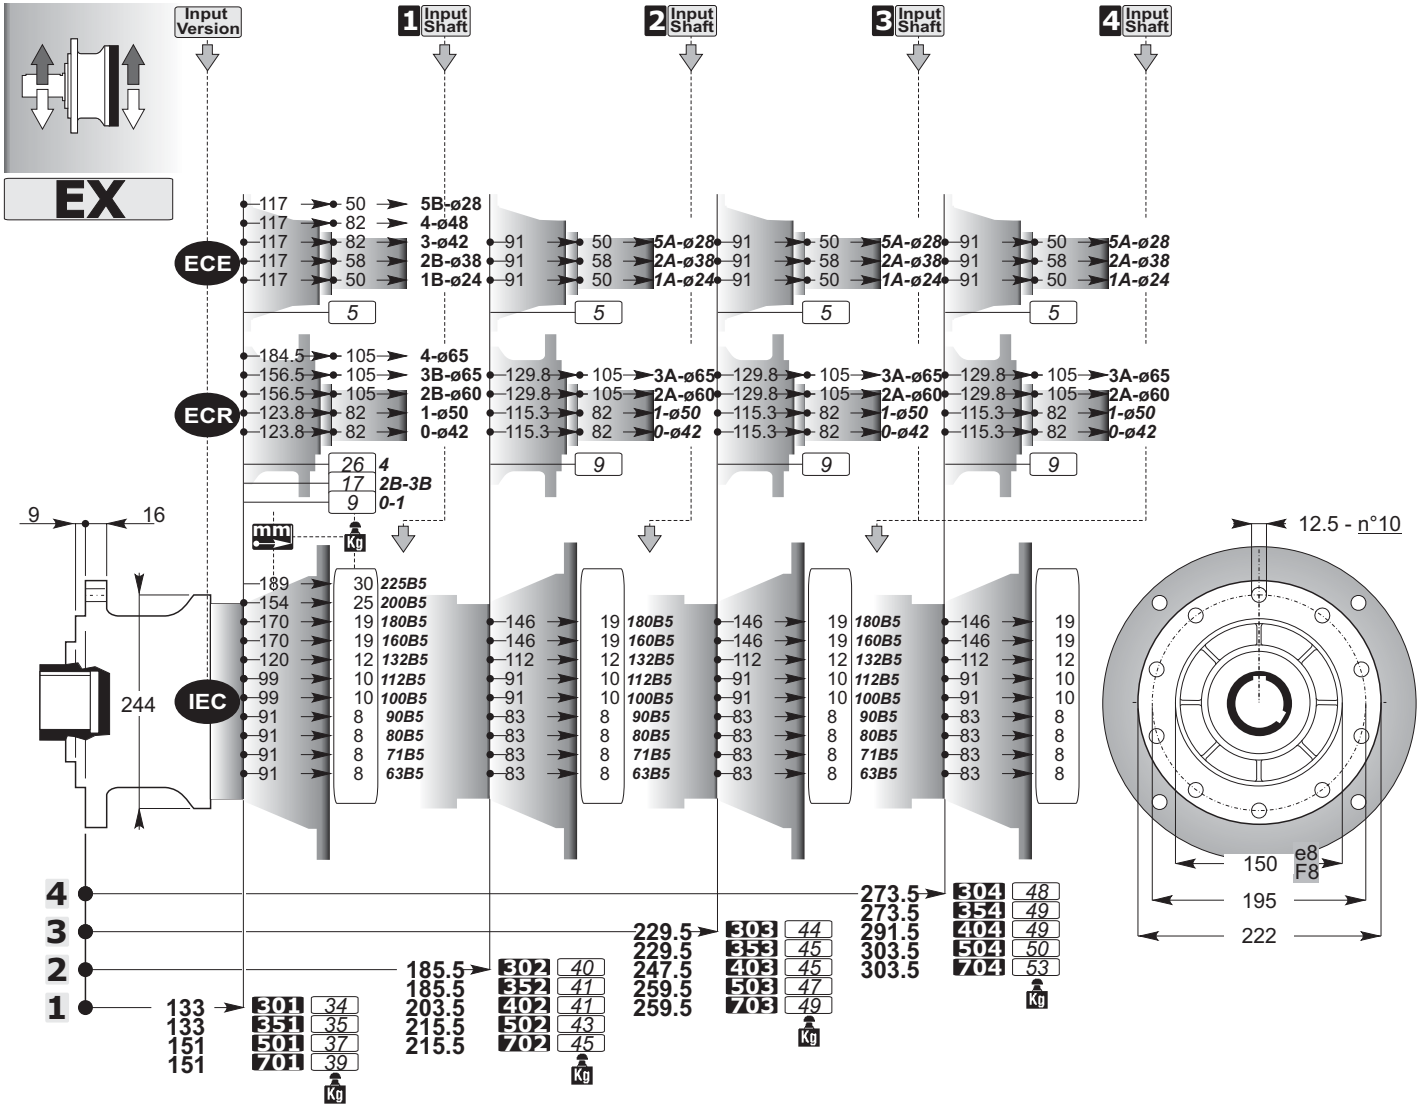 Input Version
1 Input Shaft
2 Input Shaft
3 Input Shaft
4 Input Shaft
EX
117 50 5B-ø28
117 82 4-ø48
117 82 3-ø42 91 50 5A-ø28 91 50 5A-ø28 91 50 5A-ø28
ECE
117 58 2B-ø38 91 58 2A-ø38 91 58 2A-ø38 91 58 2A-ø38
117 50 1B-ø24 91 50 1A-ø24 91 50 1A-ø24 91 50 1A-ø24
5 5 5 5
184.5 105 4-ø65
156.5 105 3B-ø65 129.8 105 3A-ø65 129.8 105 3A-ø65 129.8 105 3A-ø65
156.5 105 2B-ø60 129.8 105 2A-ø60 129.8 105 2A-ø60 129.8 105 2A-ø60
ECR
123.8 82 1-ø50 115.3 82 1-ø50 115.3 82 1-ø50 115.3 82 1-ø50
123.8 82 0-ø42 115.3 82 0-ø42 115.3 82 0-ø42 115.3 82 0-ø42
26 4 9 9 9
17 2B-3B
9 0-1
9 16
mm Kg
12.5 - n°10
189 30 225B5
154 25 200B5
170 19 180B5 146 19 180B5 146 19 180B5 146 19
170 19 160B5 146 19 160B5 146 19 160B5 146 19
120 12 132B5 112 12 132B5 112 12 132B5 112 12
99 10 112B5 91 10 112B5 91 10 112B5 91 10
99 10 100B5 91 10 100B5 91 10 100B5 91 10
244 IEC
91 8 90B5 83 8 90B5 83 8 90B5 83 8
91 8 80B5 83 8 80B5 83 8 80B5 83 8
91 8 71B5 83 8 71B5 83 8 71B5 83 8
91 8 63B5 83 8 63B5 83 8 63B5 83 8
150 e8 F8
195
222
4 273.5 304 48
273.5 354 49
291.5 404 49
303.5 504 50
303.5 704 53
Kg
3 229.5 303 44
229.5 353 45
247.5 403 45
259.5 503 47
259.5 703 49
Kg
2 185.5 302 40
185.5 352 41
203.5 402 41
215.5 502 43
215.5 702 45
Kg
1 133 301 34
133 351 35
151 501 37
151 701 39
Kg